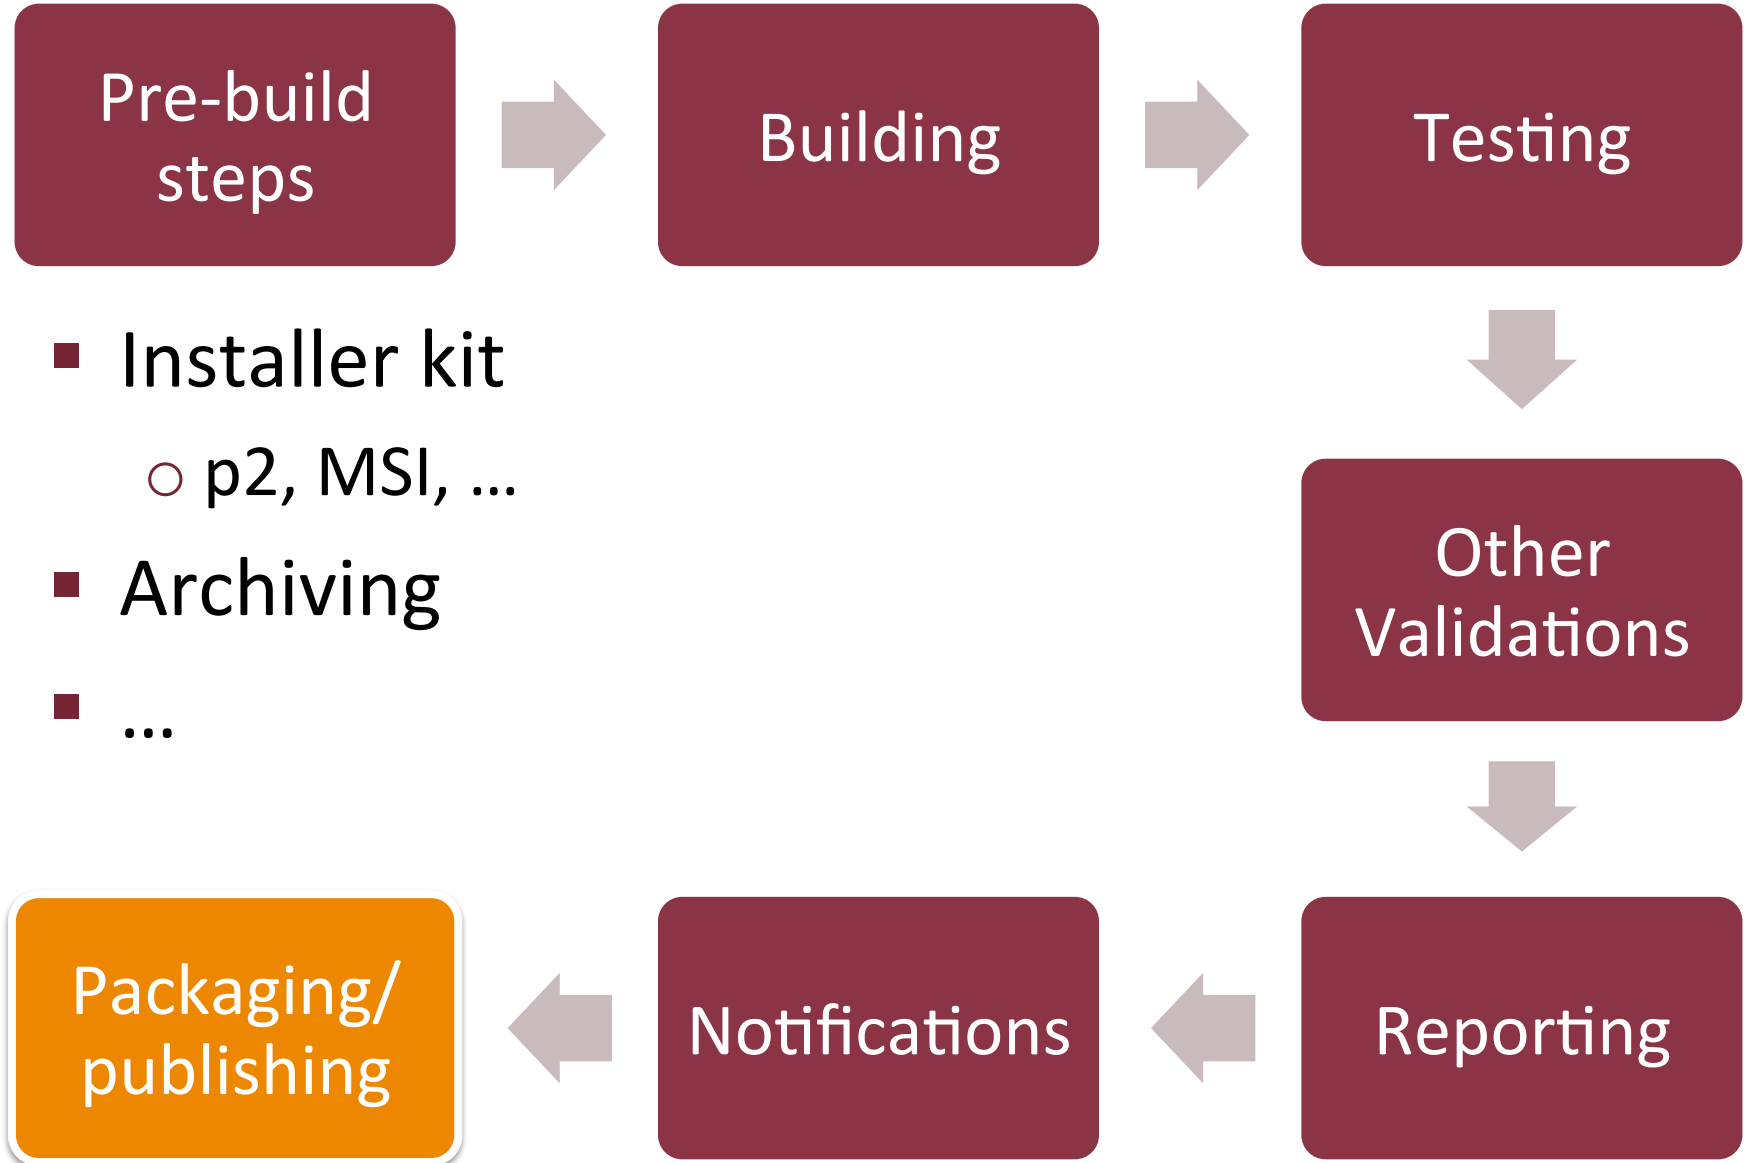 Pre-build
steps
Building
Testing
▪ Installer kit
o p2, MSI, …
▪ Archiving
▪ …
Other
Validations
Packaging/
publishing
Notifications
Reporting